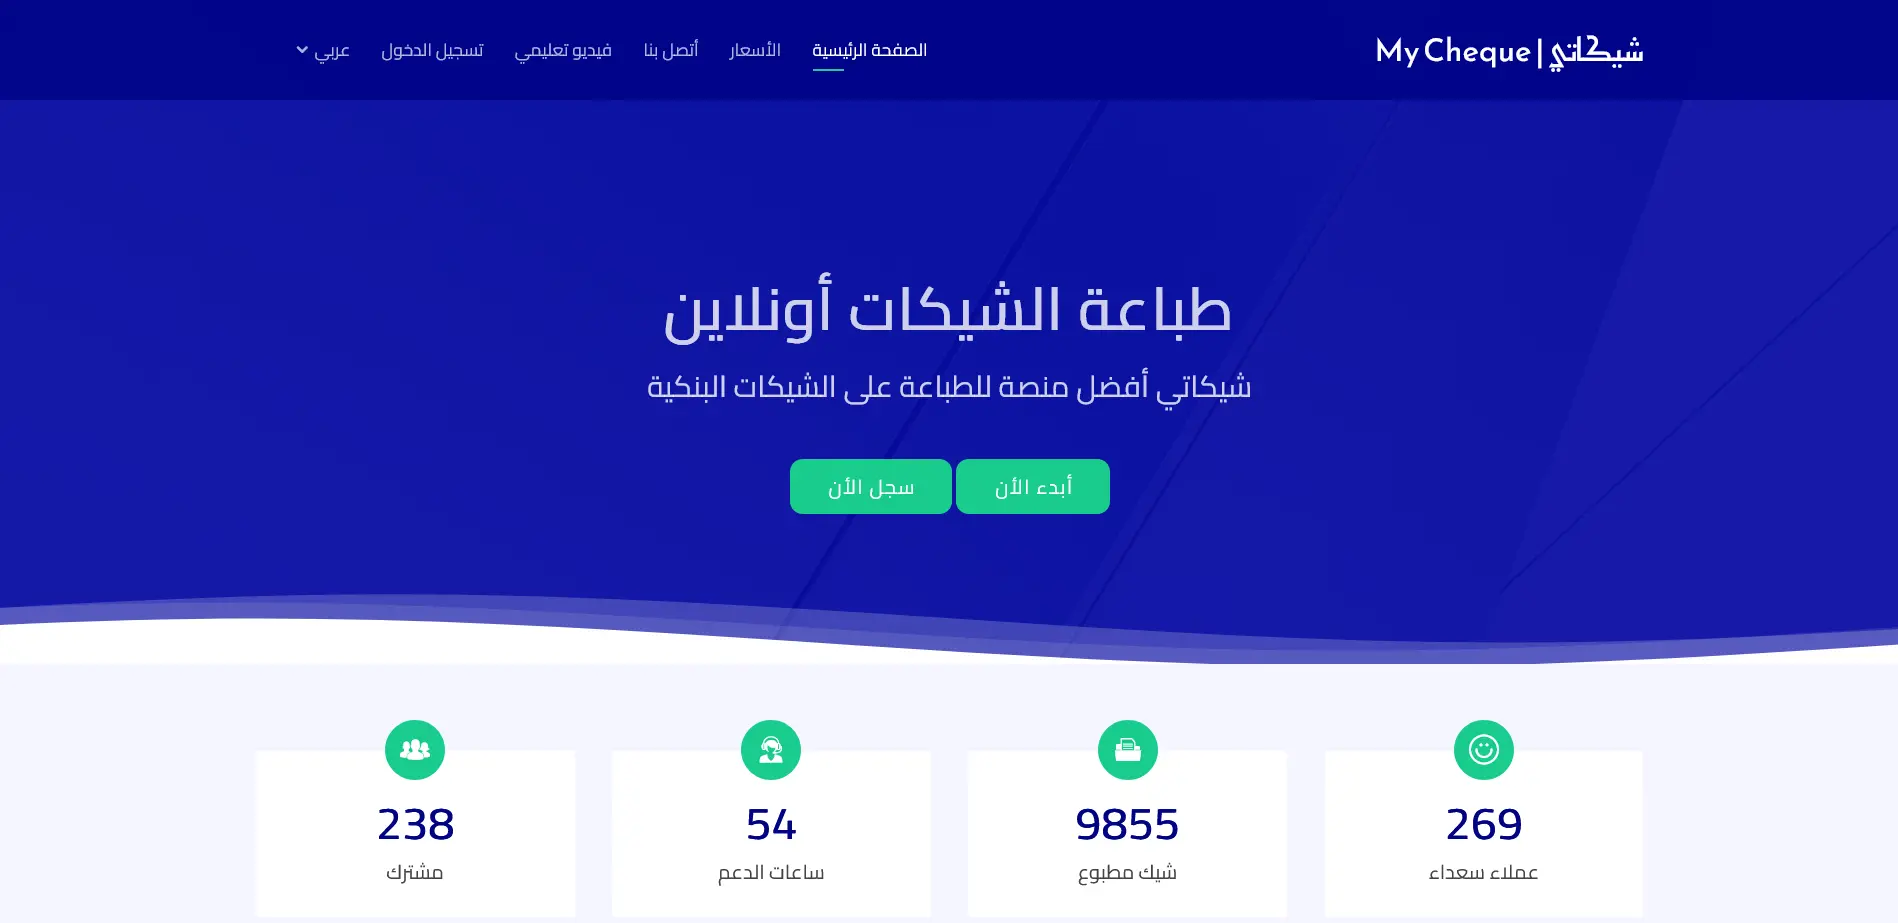 شيكاتي | My Cheque
الصفحة الرئيسية
الأسعار
أتصل بنا
فيديو تعليمي
تسجيل الدخول
عربي
طباعة الشيكات أونلاين
شيكاتي أفضل منصة للطباعة على الشيكات البنكية
أبدء الأن
سجل الأن
269
عملاء سعداء
9855
شيك مطبوع
54
ساعات الدعم
238
مشترك